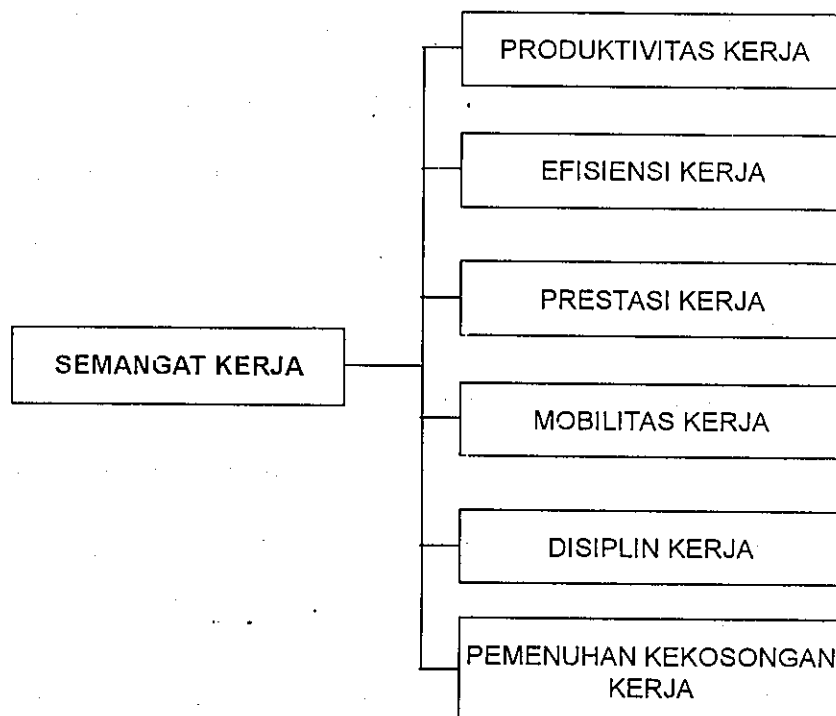 PRODUKTIVITAS KERJA
EFISIENSI KERJA
PRESTASI KERJA
SEMANGAT KERJA
MOBILITAS KERJA
DISIPLIN KERJA
PEMENUHAN KEKOSONGAN
KERJA